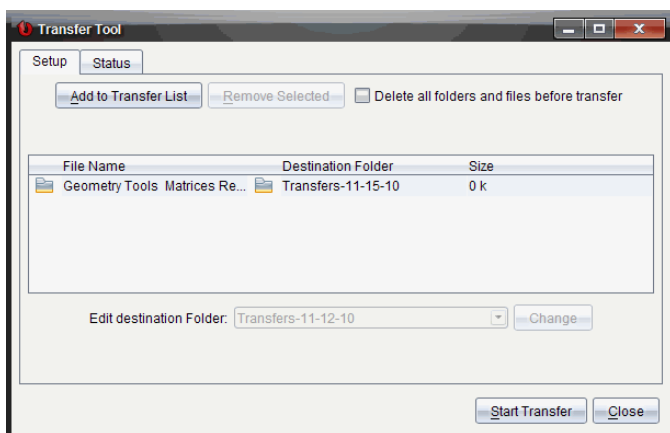 Transfer Tool
Setup Status
Add to Transfer List Remove Selected Delete all folders and files before transfer
File Name Destination Folder Size
Geometry Tools Matrices Re... Transfers-11-15-10 0 k
Edit destination Folder: Transfers-11-12-10 Change
Start Transfer Close